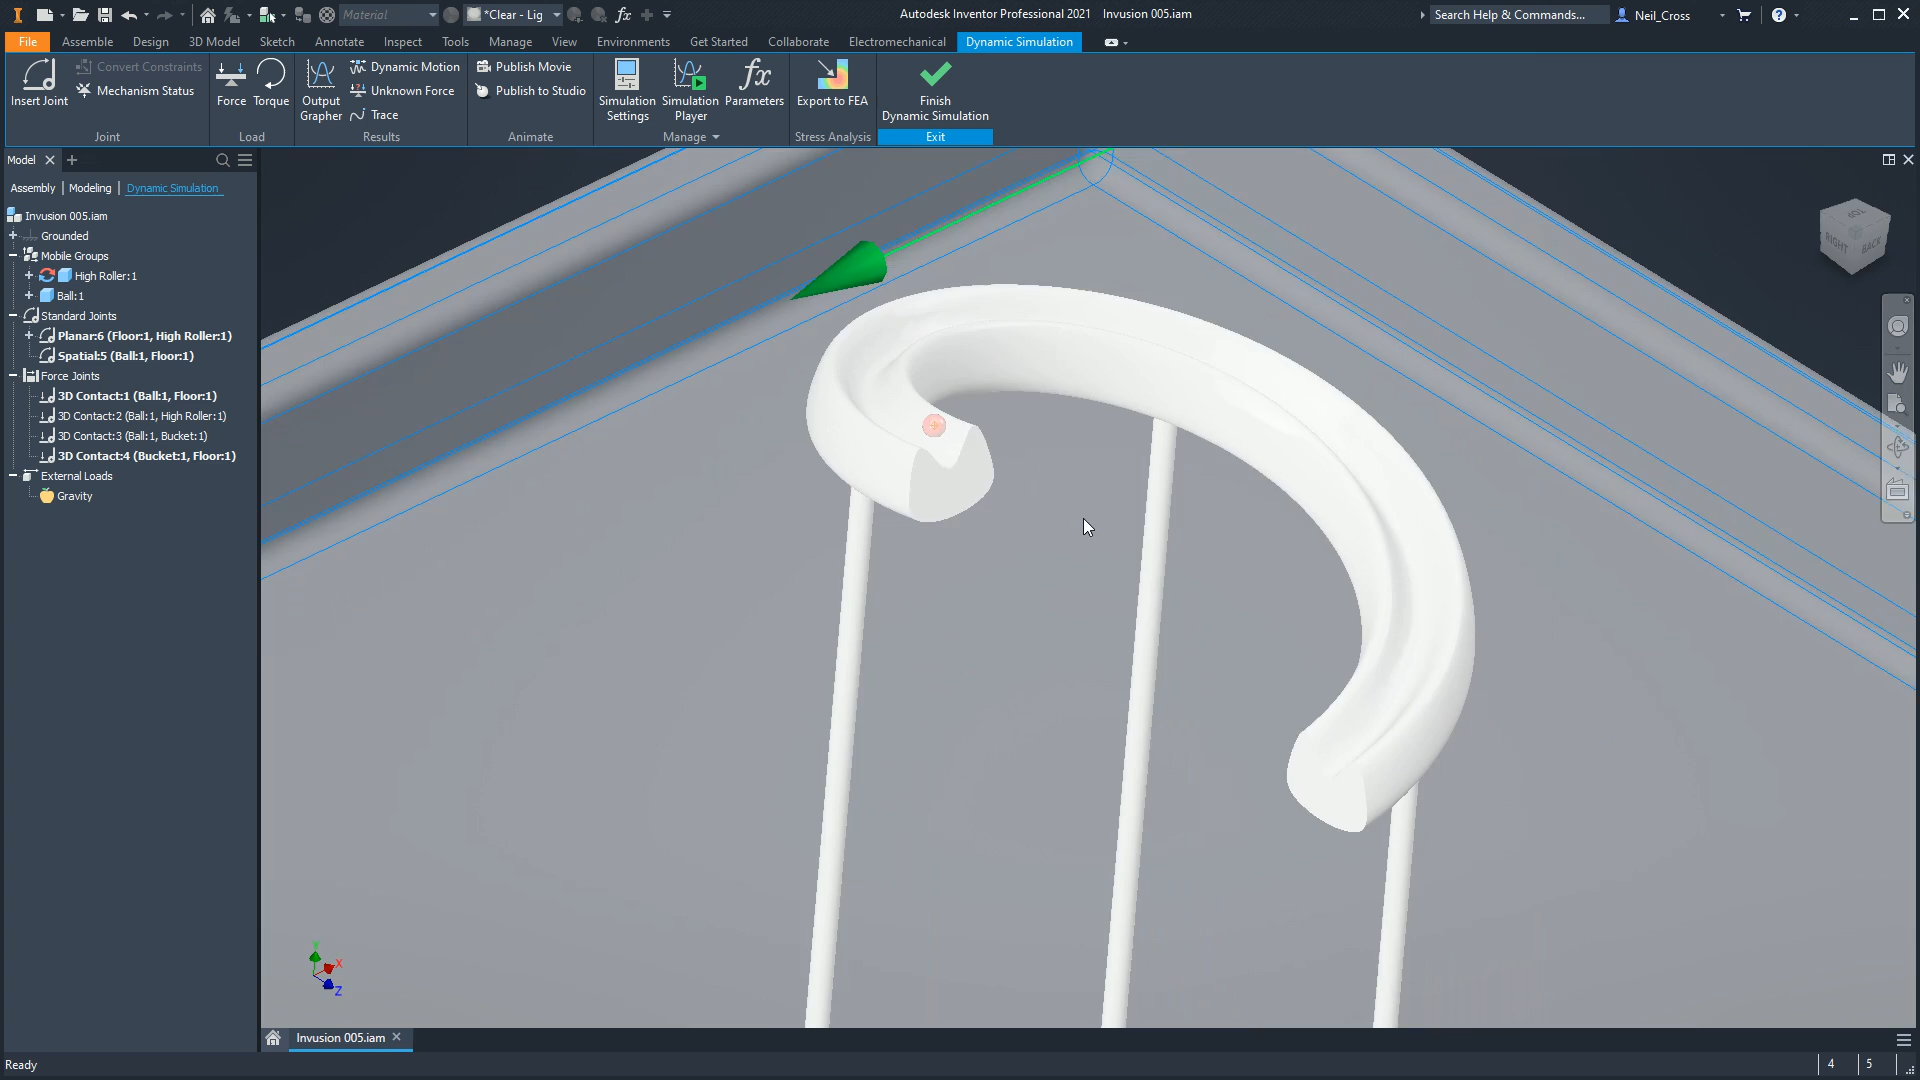 Material
*Clear - Lig
fx
Autodesk Inventor Professional 2021 Invusion 005.iam
Search Help & Commands...
Neil_Cross
File Assemble Design 3D Model Sketch Annotate Inspect Tools Manage View Environments Get Started Collaborate Electromechanical Dynamic Simulation
Insert Joint
Convert Constraints
Mechanism Status
Joint
Force
Torque
Load
Output Grapher
Dynamic Motion
Unknown Force
Trace
Results
Publish Movie
Publish to Studio
Animate
Simulation Settings
Simulation Player
fx
Parameters
Manage
Export to FEA
Stress Analysis
Finish Dynamic Simulation
Exit
Model
Assembly | Modeling | Dynamic Simulation
Invusion 005.iam
Grounded
Mobile Groups
High Roller:1
Ball:1
Standard Joints
Planar:6 (Floor:1, High Roller:1)
Spatial:5 (Ball:1, Floor:1)
Force Joints
3D Contact:1 (Ball:1, Floor:1)
3D Contact:2 (Ball:1, High Roller:1)
3D Contact:3 (Ball:1, Bucket:1)
3D Contact:4 (Bucket:1, Floor:1)
External Loads
Gravity
TOP
RIGHT
BACK
Y
X
Z
Invusion 005.iam
Ready
4
5